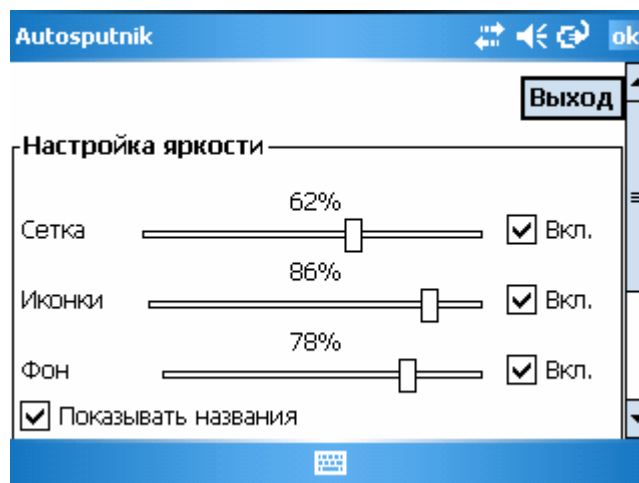 Autosputnik ok
Выход
Настройка яркости
62%
Сетка Вкл.
86%
Иконки Вкл.
78%
Фон Вкл.
Показывать названия